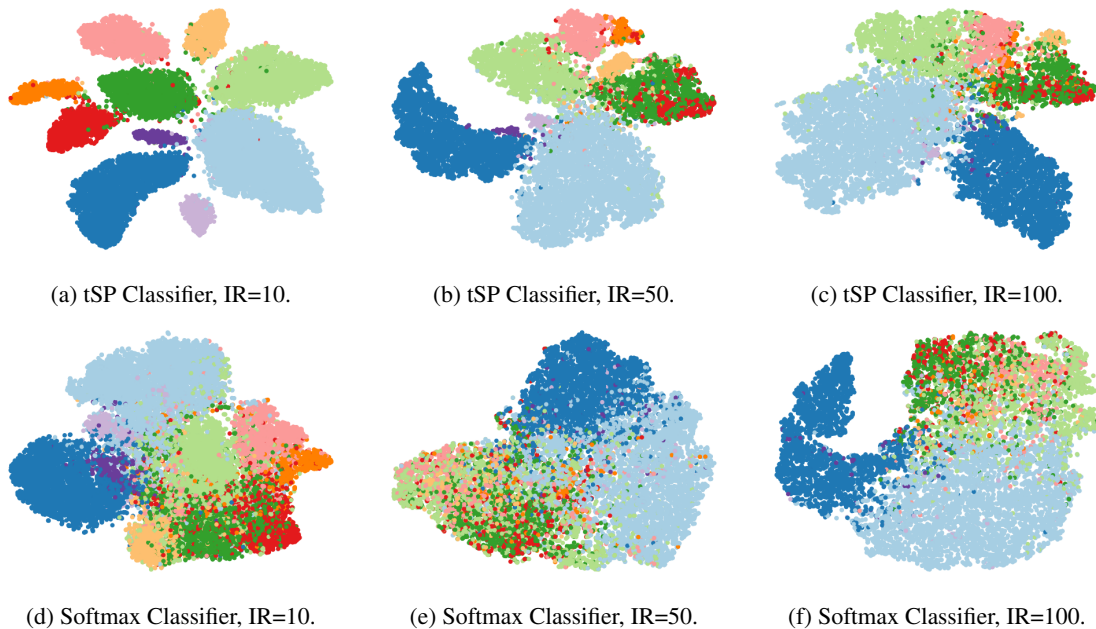 (a) tSP Classifier, IR=10.
(b) tSP Classifier, IR=50.
(c) tSP Classifier, IR=100.
(d) Softmax Classifier, IR=10.
(e) Softmax Classifier, IR=50.
(f) Softmax Classifier, IR=100.